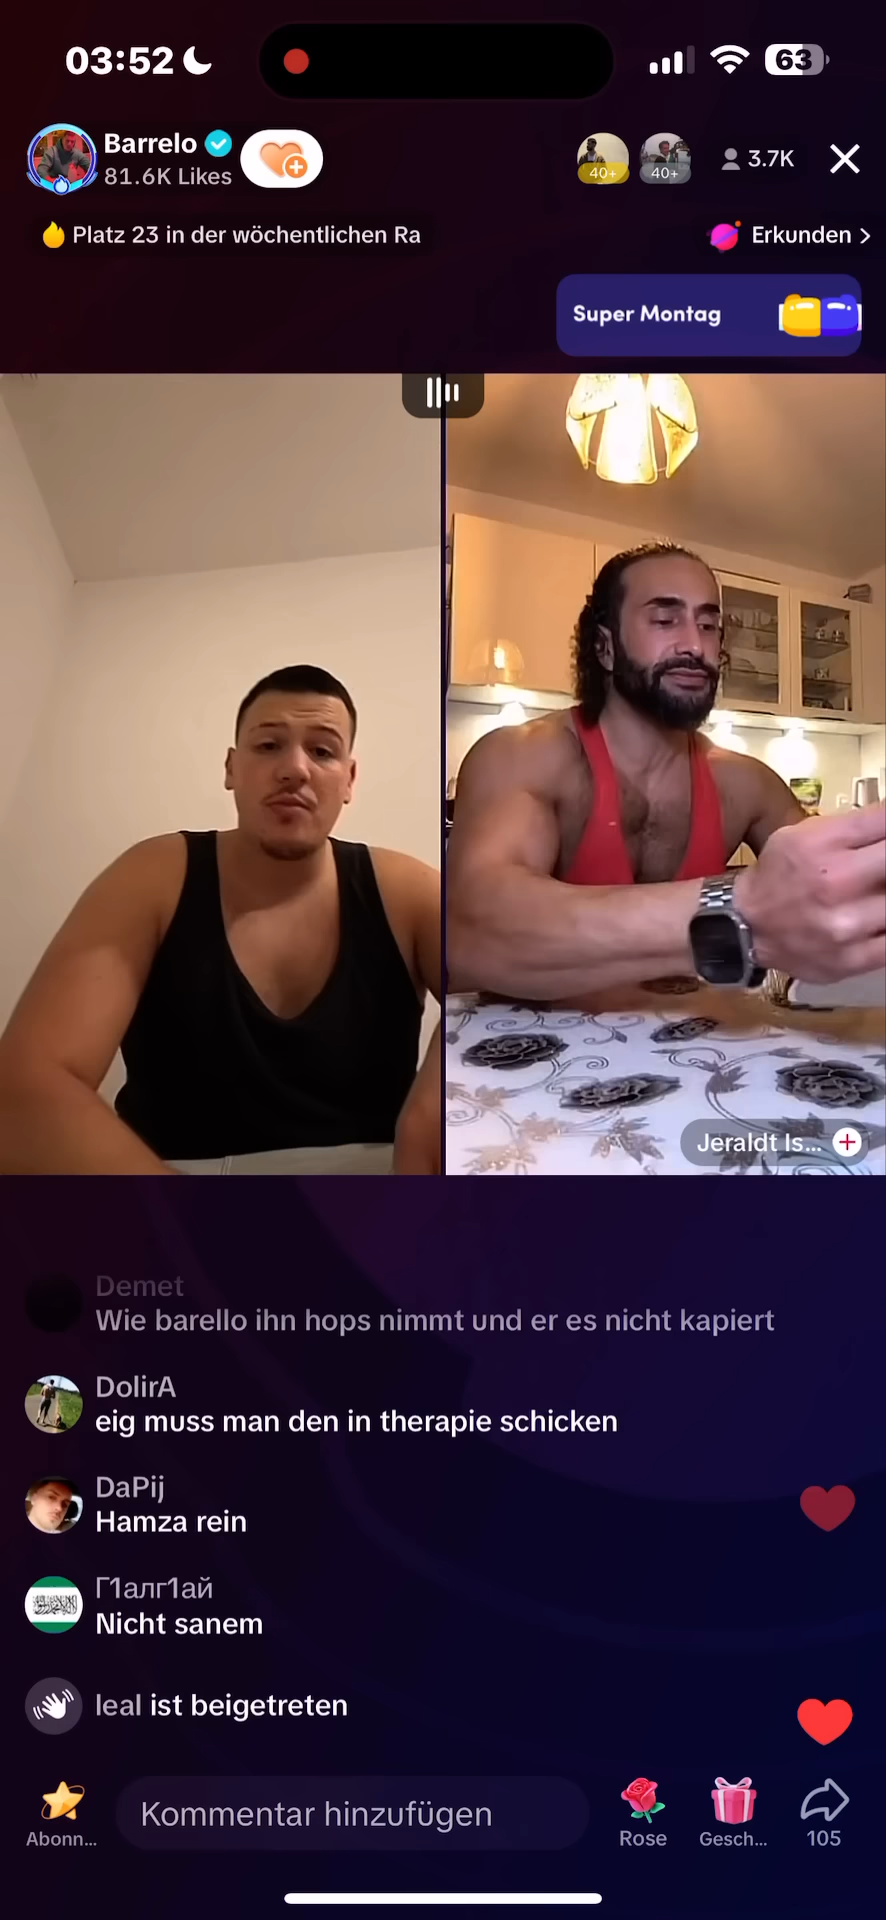 03:52
63
Barrelo
81.6K Likes
40+
40+
3.7K
Platz 23 in der wöchentlichen Ra
Erkunden >
Super Montag
Jeraldt Is...
Demet
Wie barello ihn hops nimmt und er es nicht kapiert
DolirA
eig muss man den in therapie schicken
DaPij
Hamza rein
Г1алг1ай
Nicht sanem
leal ist beigetreten
Kommentar hinzufügen
Abonn...
Rose
Gesch...
105